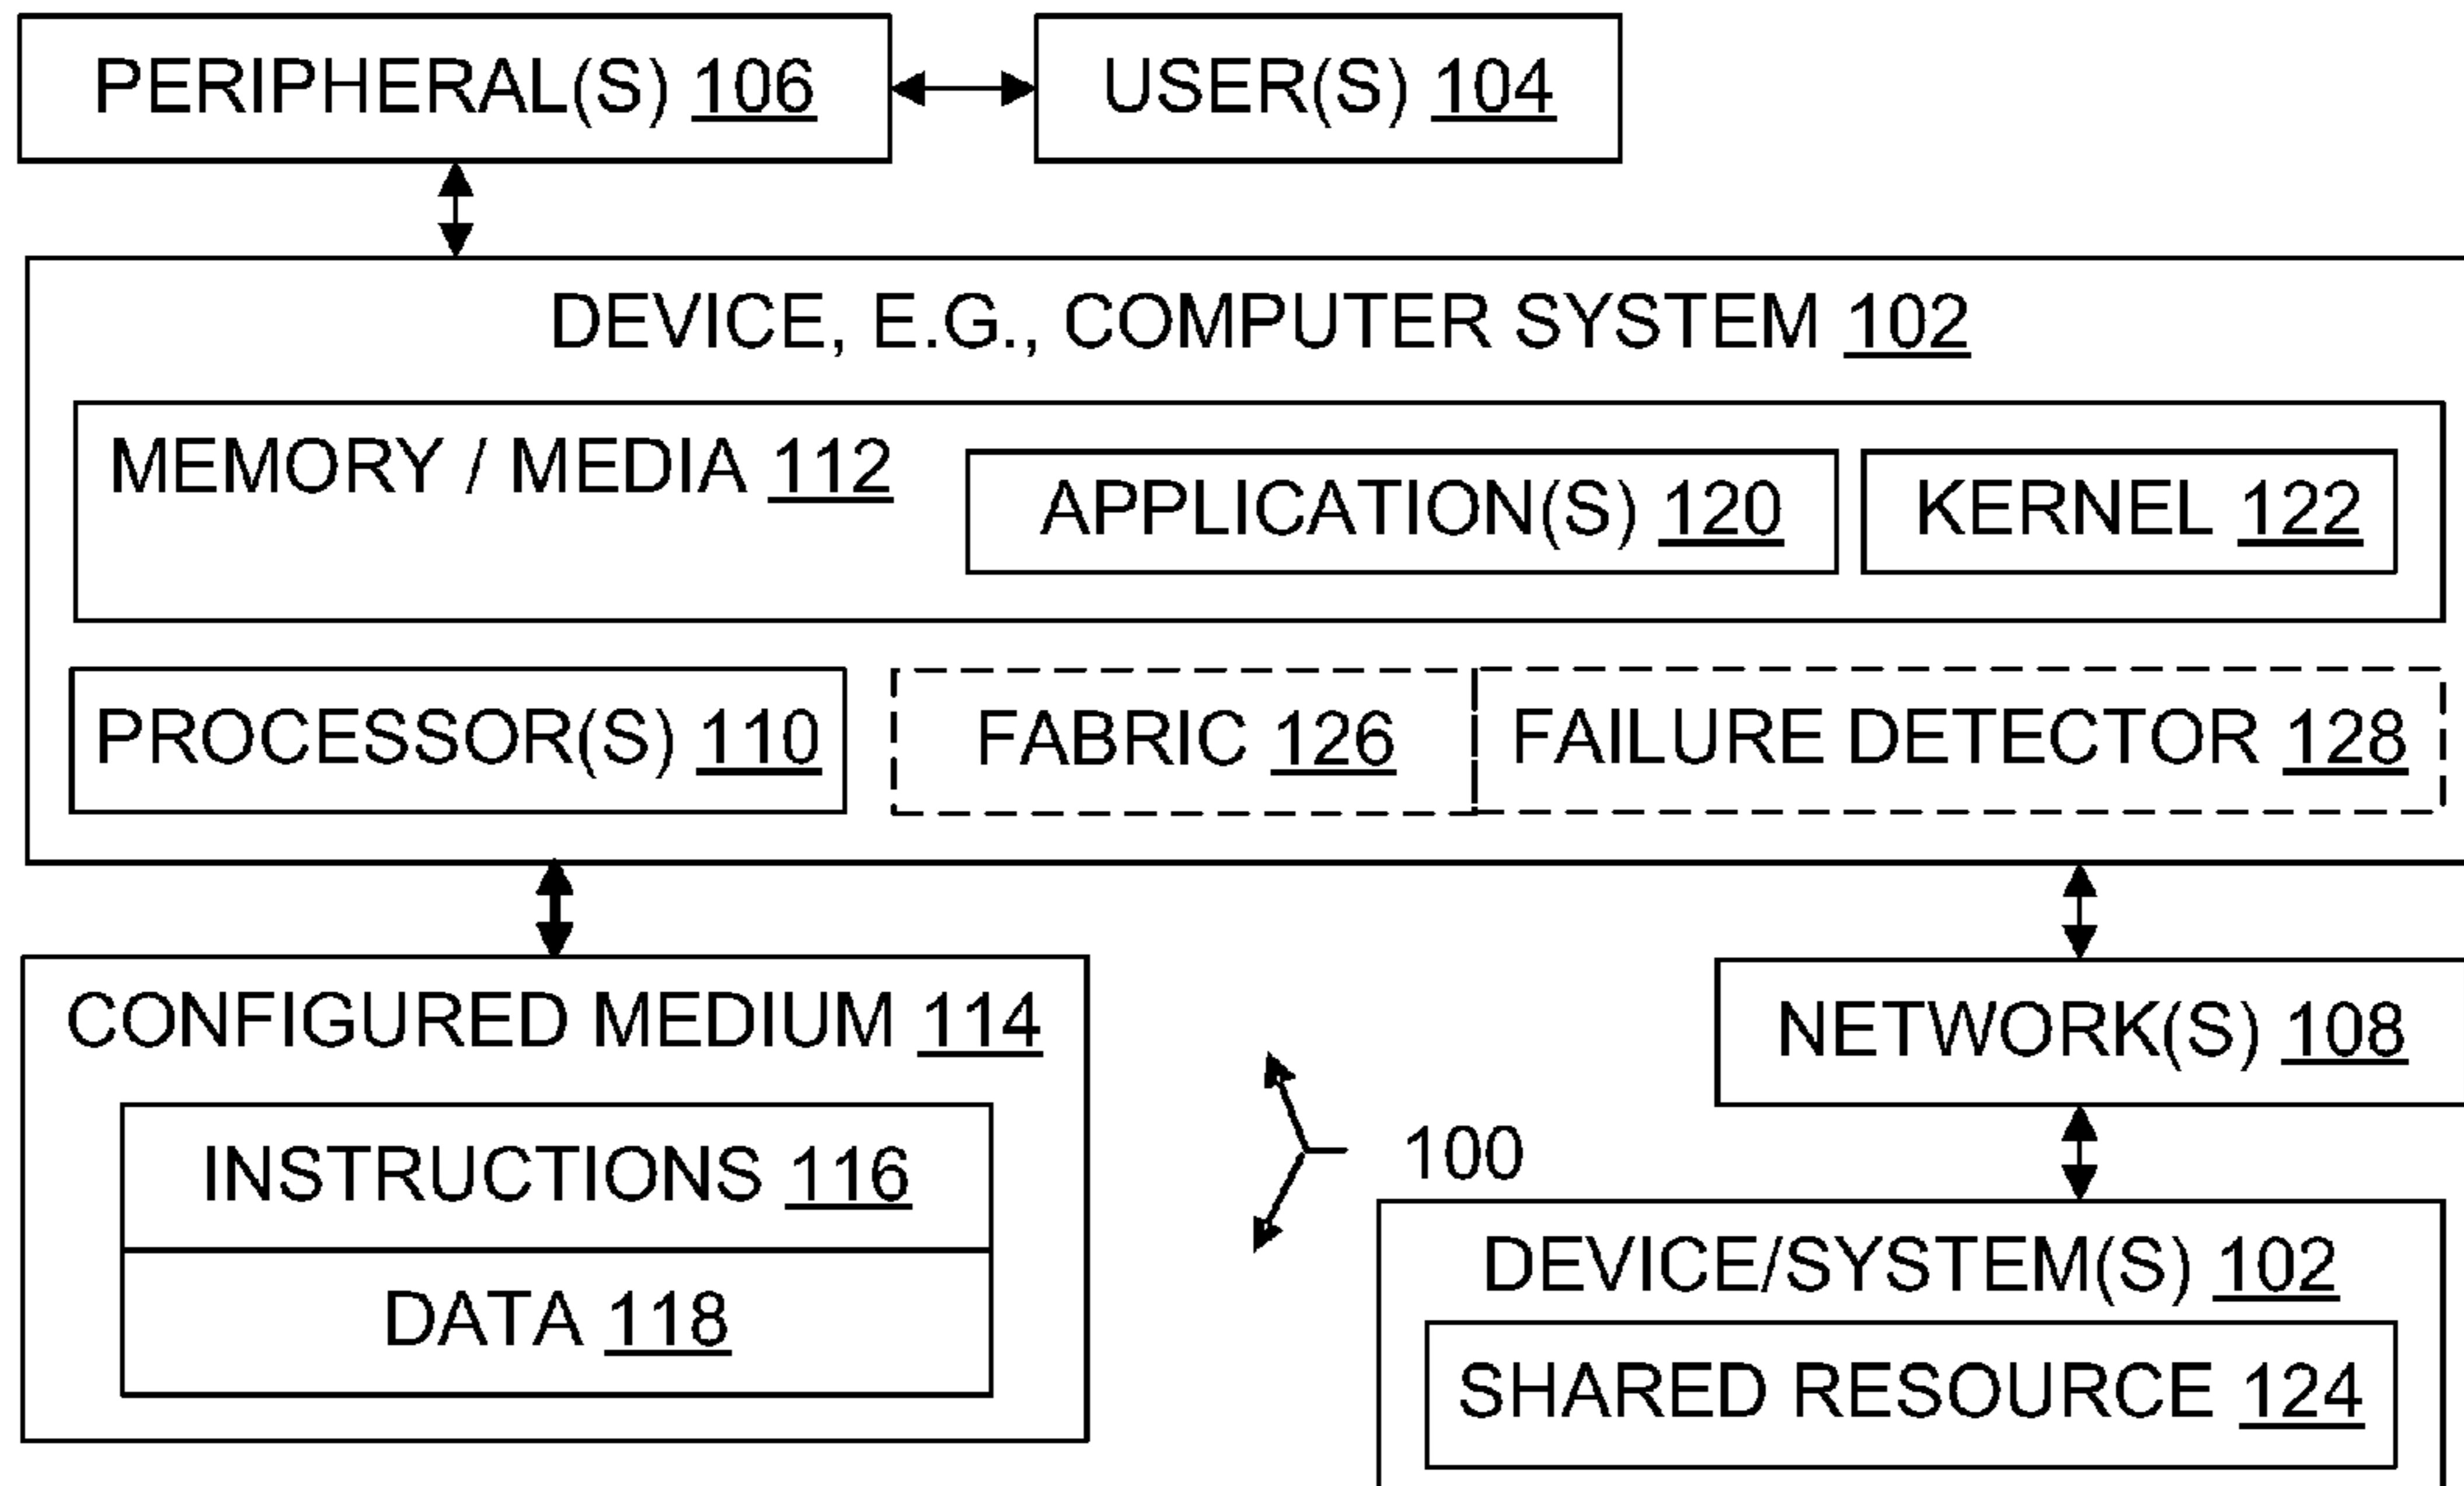 PERIPHERAL(S) 106
USER(S) 104
DEVICE, E.G., COMPUTER SYSTEM 102
MEMORY / MEDIA 112
APPLICATION(S) 120
KERNEL 122
PROCESSOR(S) 110
FABRIC 126
FAILURE DETECTOR 128
CONFIGURED MEDIUM 114
INSTRUCTIONS 116
DATA 118
100
NETWORK(S) 108
DEVICE/SYSTEM(S) 102
SHARED RESOURCE 124